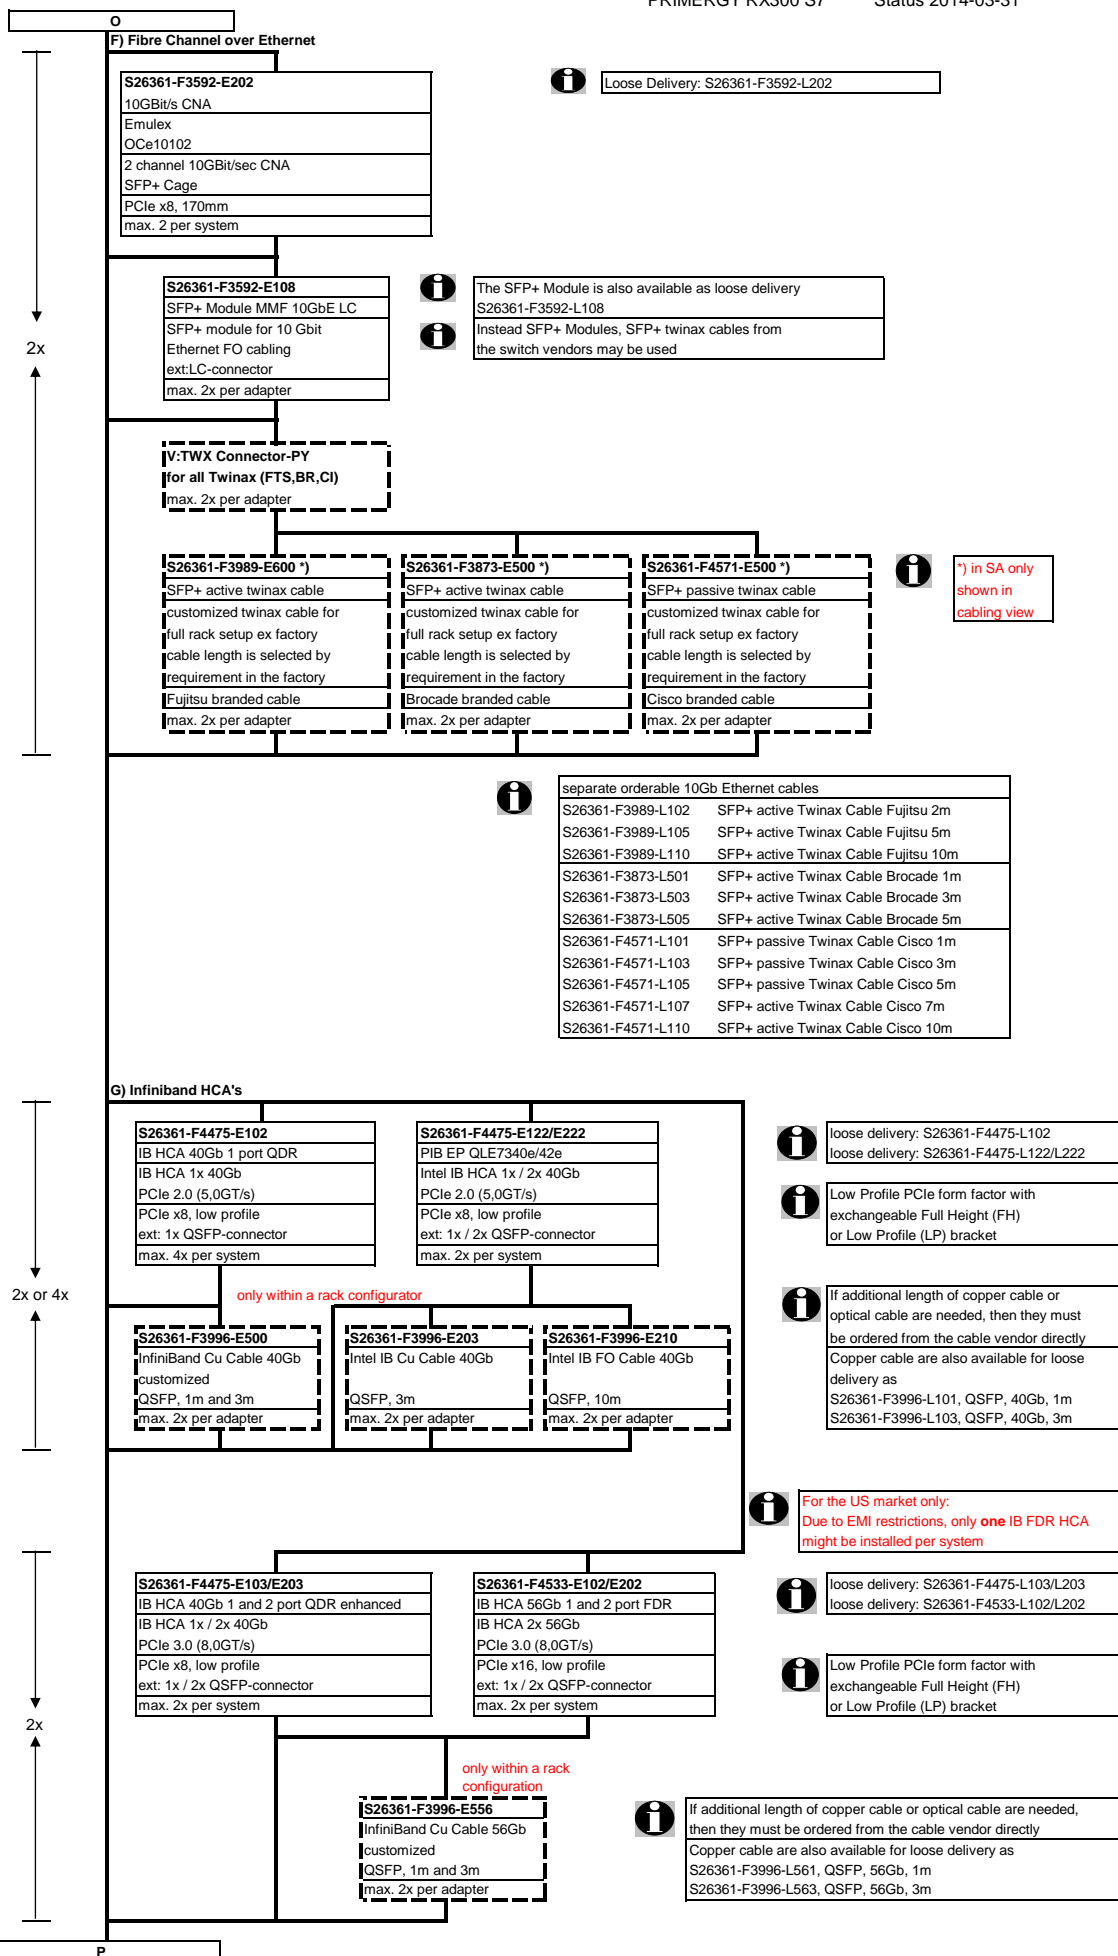 PRIMERGY RX300 S7 Status 2014-03-31
O
F) Fibre Channel over Ethernet
S26361-F3592-E202
10GBit/s CNA
Emulex
OCe10102
2 channel 10GBit/sec CNA
SFP+ Cage
PCIe x8, 170mm
max. 2 per system
Loose Delivery: S26361-F3592-L202
S26361-F3592-E108
SFP+ Module MMF 10GbE LC
SFP+ module for 10 Gbit
Ethernet FO cabling
ext:LC-connector
max. 2x per adapter
The SFP+ Module is also available as loose delivery
S26361-F3592-L108
Instead SFP+ Modules, SFP+ twinax cables from
the switch vendors may be used
2x
V:TWX Connector-PY
for all Twinax (FTS,BR,CI)
max. 2x per adapter
S26361-F3989-E600 *)
SFP+ active twinax cable
customized twinax cable for
full rack setup ex factory
cable length is selected by
requirement in the factory
Fujitsu branded cable
max. 2x per adapter
S26361-F3873-E500 *)
SFP+ active twinax cable
customized twinax cable for
full rack setup ex factory
cable length is selected by
requirement in the factory
Brocade branded cable
max. 2x per adapter
S26361-F4571-E500 *)
SFP+ passive twinax cable
customized twinax cable for
full rack setup ex factory
cable length is selected by
requirement in the factory
Cisco branded cable
max. 2x per adapter
*) in SA only
shown in
cabling view
separate orderable 10Gb Ethernet cables
S26361-F3989-L102 SFP+ active Twinax Cable Fujitsu 2m
S26361-F3989-L105 SFP+ active Twinax Cable Fujitsu 5m
S26361-F3989-L110 SFP+ active Twinax Cable Fujitsu 10m
S26361-F3873-L501 SFP+ active Twinax Cable Brocade 1m
S26361-F3873-L503 SFP+ active Twinax Cable Brocade 3m
S26361-F3873-L505 SFP+ active Twinax Cable Brocade 5m
S26361-F4571-L101 SFP+ passive Twinax Cable Cisco 1m
S26361-F4571-L103 SFP+ passive Twinax Cable Cisco 3m
S26361-F4571-L105 SFP+ passive Twinax Cable Cisco 5m
S26361-F4571-L107 SFP+ active Twinax Cable Cisco 7m
S26361-F4571-L110 SFP+ active Twinax Cable Cisco 10m
G) Infiniband HCA's
S26361-F4475-E102
IB HCA 40Gb 1 port QDR
IB HCA 1x 40Gb
PCIe 2.0 (5,0GT/s)
PCIe x8, low profile
ext: 1x QSFP-connector
max. 4x per system
S26361-F4475-E122/E222
PIB EP QLE7340e/42e
Intel IB HCA 1x / 2x 40Gb
PCIe 2.0 (5,0GT/s)
PCIe x8, low profile
ext: 1x / 2x QSFP-connector
max. 2x per system
loose delivery: S26361-F4475-L102
loose delivery: S26361-F4475-L122/L222
Low Profile PCIe form factor with
exchangeable Full Height (FH)
or Low Profile (LP) bracket
2x or 4x
only within a rack configurator
S26361-F3996-E500
InfiniBand Cu Cable 40Gb
customized
QSFP, 1m and 3m
max. 2x per adapter
S26361-F3996-E203
Intel IB Cu Cable 40Gb
QSFP, 3m
max. 2x per adapter
S26361-F3996-E210
Intel IB FO Cable 40Gb
QSFP, 10m
max. 2x per adapter
If additional length of copper cable or
optical cable are needed, then they must
be ordered from the cable vendor directly
Copper cable are also available for loose
delivery as
S26361-F3996-L101, QSFP, 40Gb, 1m
S26361-F3996-L103, QSFP, 40Gb, 3m
For the US market only:
Due to EMI restrictions, only one IB FDR HCA
might be installed per system
S26361-F4475-E103/E203
IB HCA 40Gb 1 and 2 port QDR enhanced
IB HCA 1x / 2x 40Gb
PCIe 3.0 (8,0GT/s)
PCIe x8, low profile
ext: 1x / 2x QSFP-connector
max. 2x per system
S26361-F4533-E102/E202
IB HCA 56Gb 1 and 2 port FDR
IB HCA 2x 56Gb
PCIe 3.0 (8,0GT/s)
PCIe x16, low profile
ext: 1x / 2x QSFP-connector
max. 2x per system
loose delivery: S26361-F4475-L103/L203
loose delivery: S26361-F4533-L102/L202
Low Profile PCIe form factor with
exchangeable Full Height (FH)
or Low Profile (LP) bracket
2x
only within a rack
configuration
S26361-F3996-E556
InfiniBand Cu Cable 56Gb
customized
QSFP, 1m and 3m
max. 2x per adapter
If additional length of copper cable or optical cable are needed,
then they must be ordered from the cable vendor directly
Copper cable are also available for loose delivery as
S26361-F3996-L561, QSFP, 56Gb, 1m
S26361-F3996-L563, QSFP, 56Gb, 3m
P